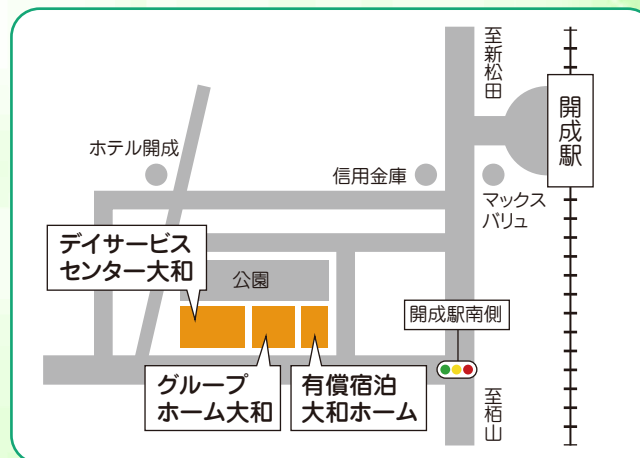 至新松田
開成駅
ホテル開成
信用金庫
マックス
バリュ
デイサービス
センター大和
公園
開成駅南側
グループ
ホーム大和
有償宿泊
大和ホーム
至栢山